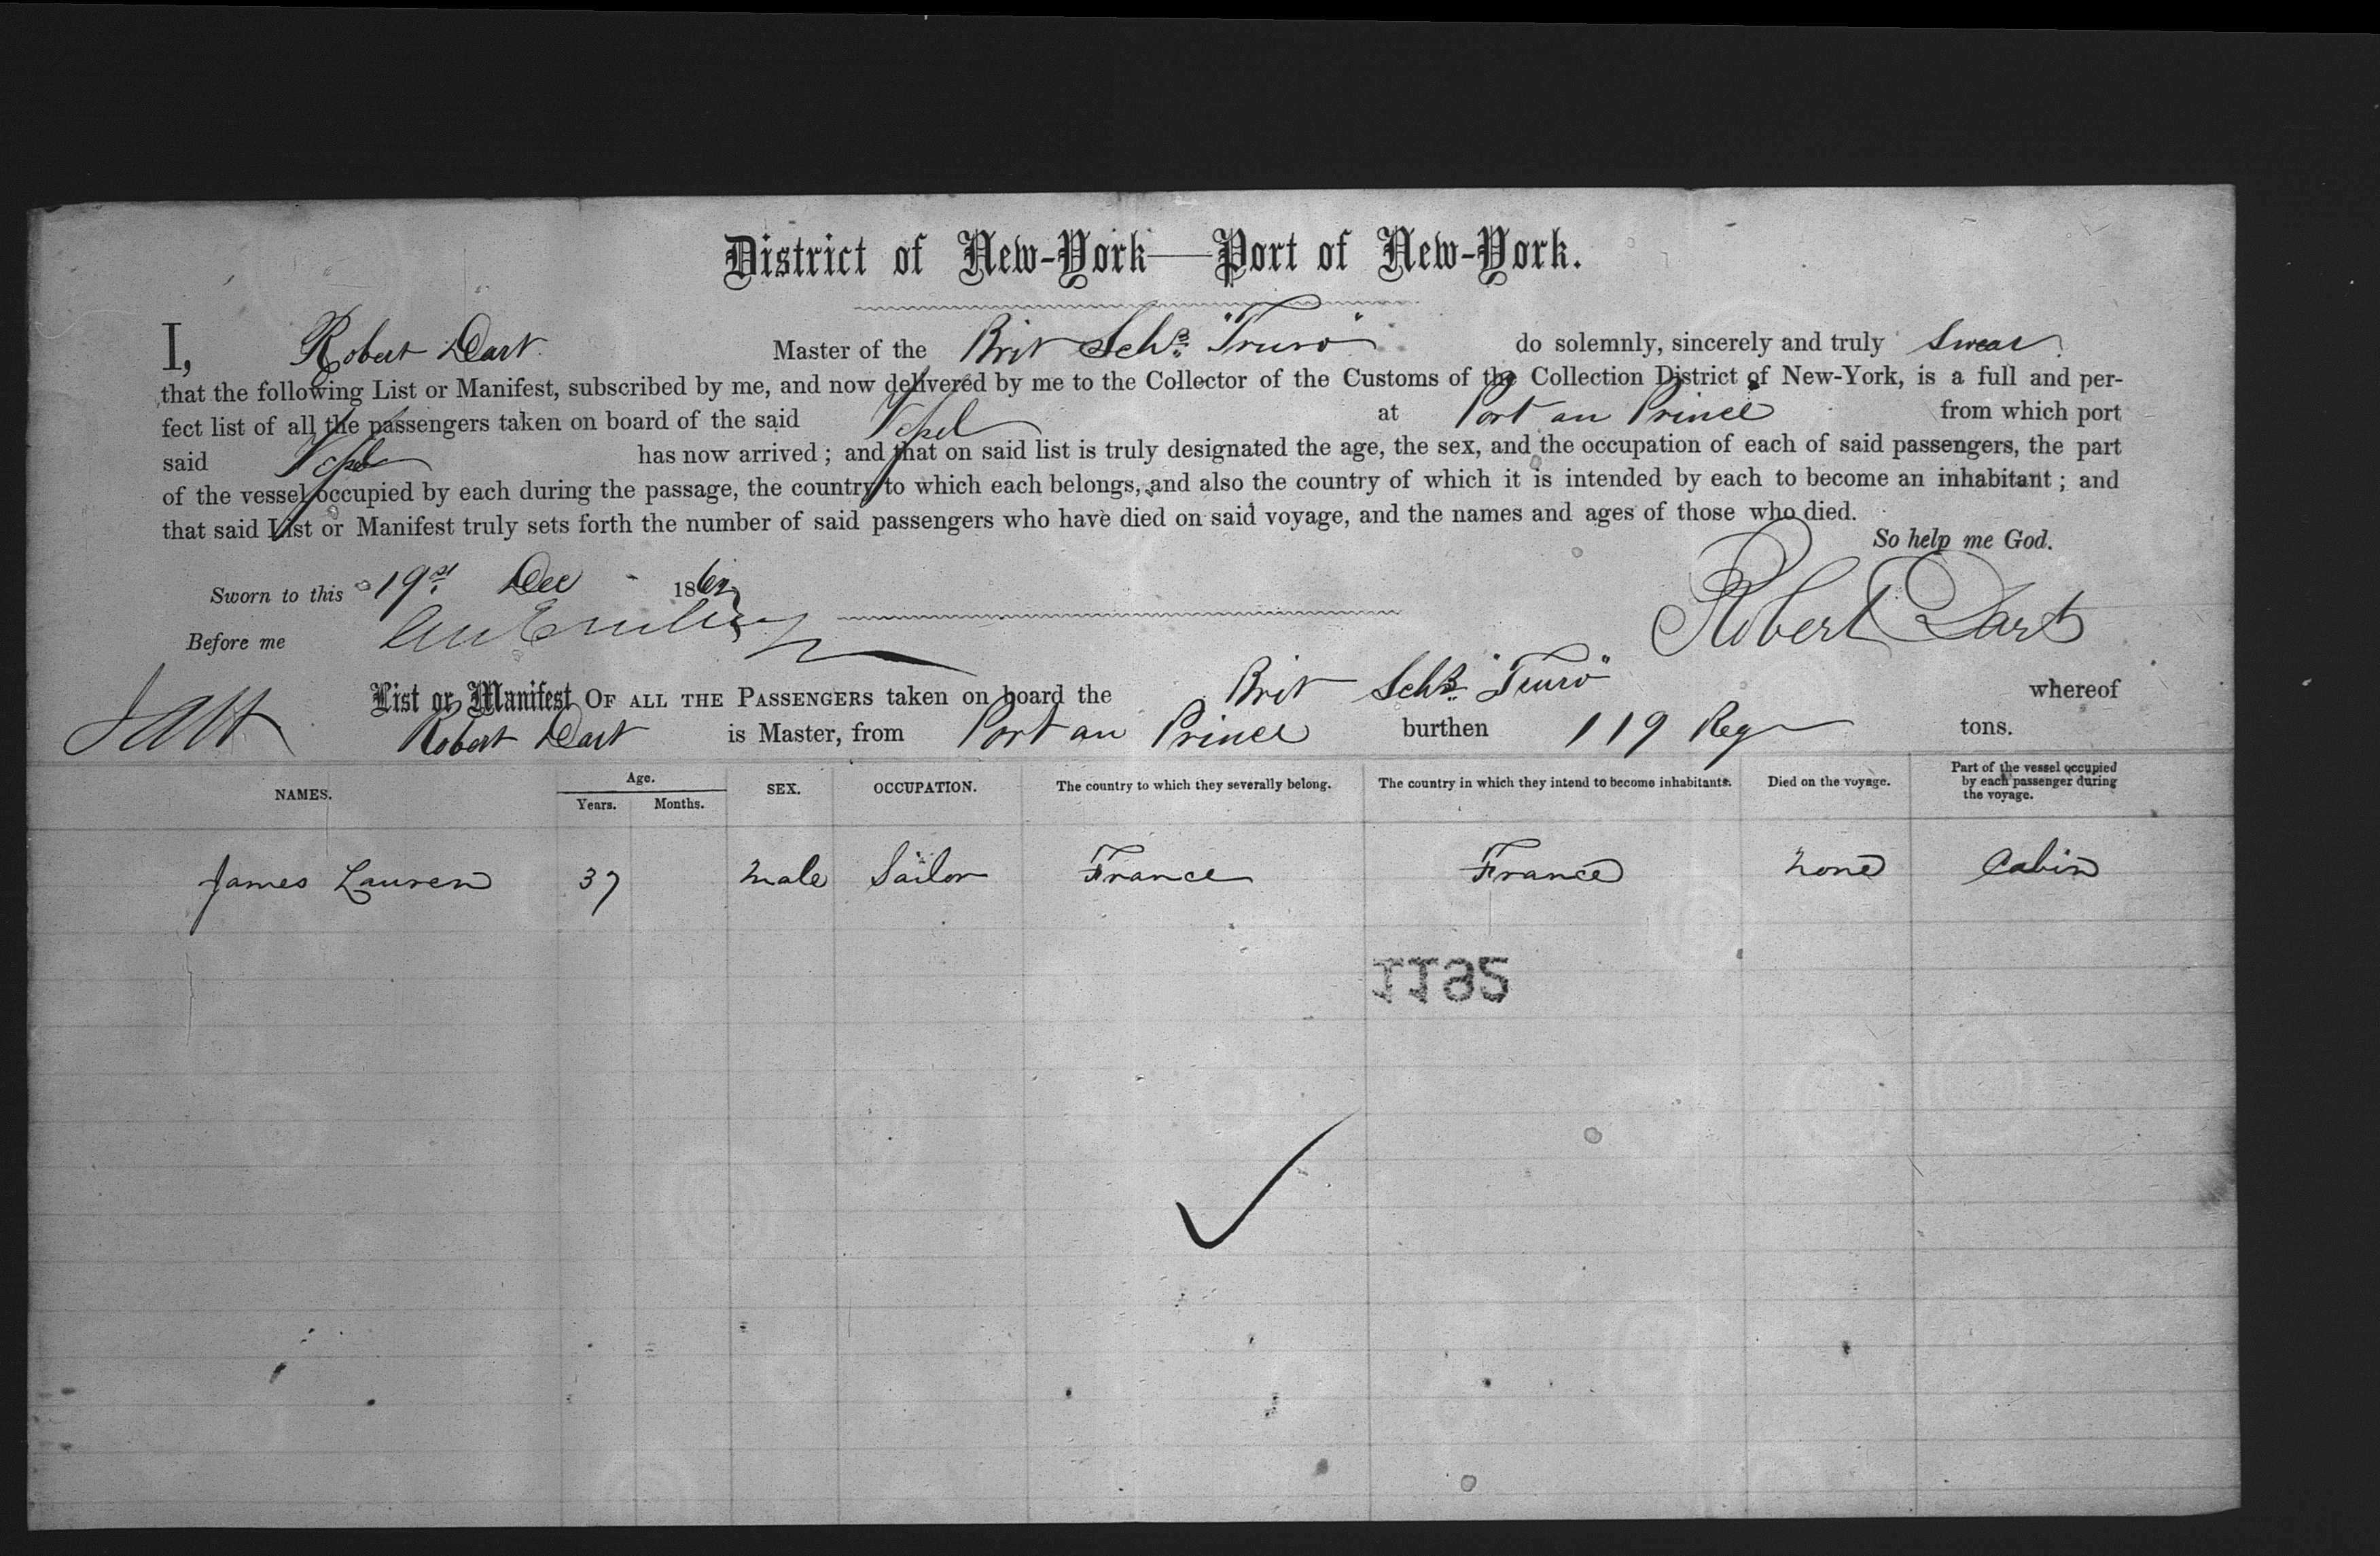 District of New-York—Port of New-York.
I, Robert Dart Master of the Brit Schr "Truro" do solemnly, sincerely and truly Swear
that the following List or Manifest, subscribed by me, and now delivered by me to the Collector of the Customs of the Collection District of New-York, is a full and per-
fect list of all the passengers taken on board of the said Vessel at Port au Prince from which port
said Vessel has now arrived ; and that on said list is truly designated the age, the sex, and the occupation of each of said passengers, the part
of the vessel occupied by each during the passage, the country to which each belongs, and also the country of which it is intended by each to become an inhabitant ; and
that said List or Manifest truly sets forth the number of said passengers who have died on said voyage, and the names and ages of those who died.
So help me God.
Sworn to this 19st Dec 1862
Before me
Robert Dart
List or Manifest OF ALL THE PASSENGERS taken on board the Brit Schr "Truro" whereof
Robert Dart is Master, from Port au Prince burthen 119 Reg tons.
NAMES. Age. Years. Months. SEX. OCCUPATION. The country to which they severally belong. The country in which they intend to become inhabitants. Died on the voyage. Part of the vessel occupied by each passenger during the voyage.
James Lauren 37 Male Sailor France France None Cabin